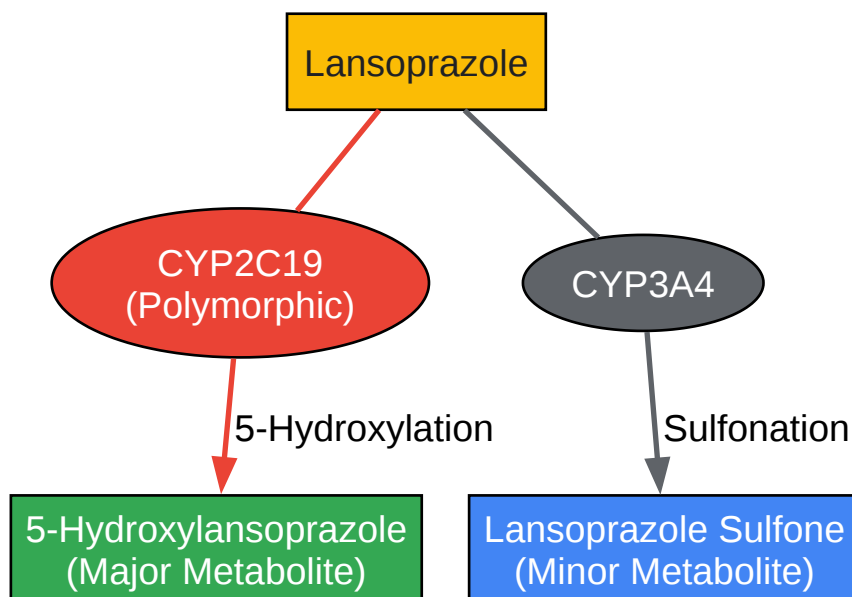 Lansoprazole
CYP2C19
(Polymorphic)
CYP3A4
5-Hydroxylation
Sulfonation
5-Hydroxylansoprazole
(Major Metabolite)
Lansoprazole Sulfone
(Minor Metabolite)